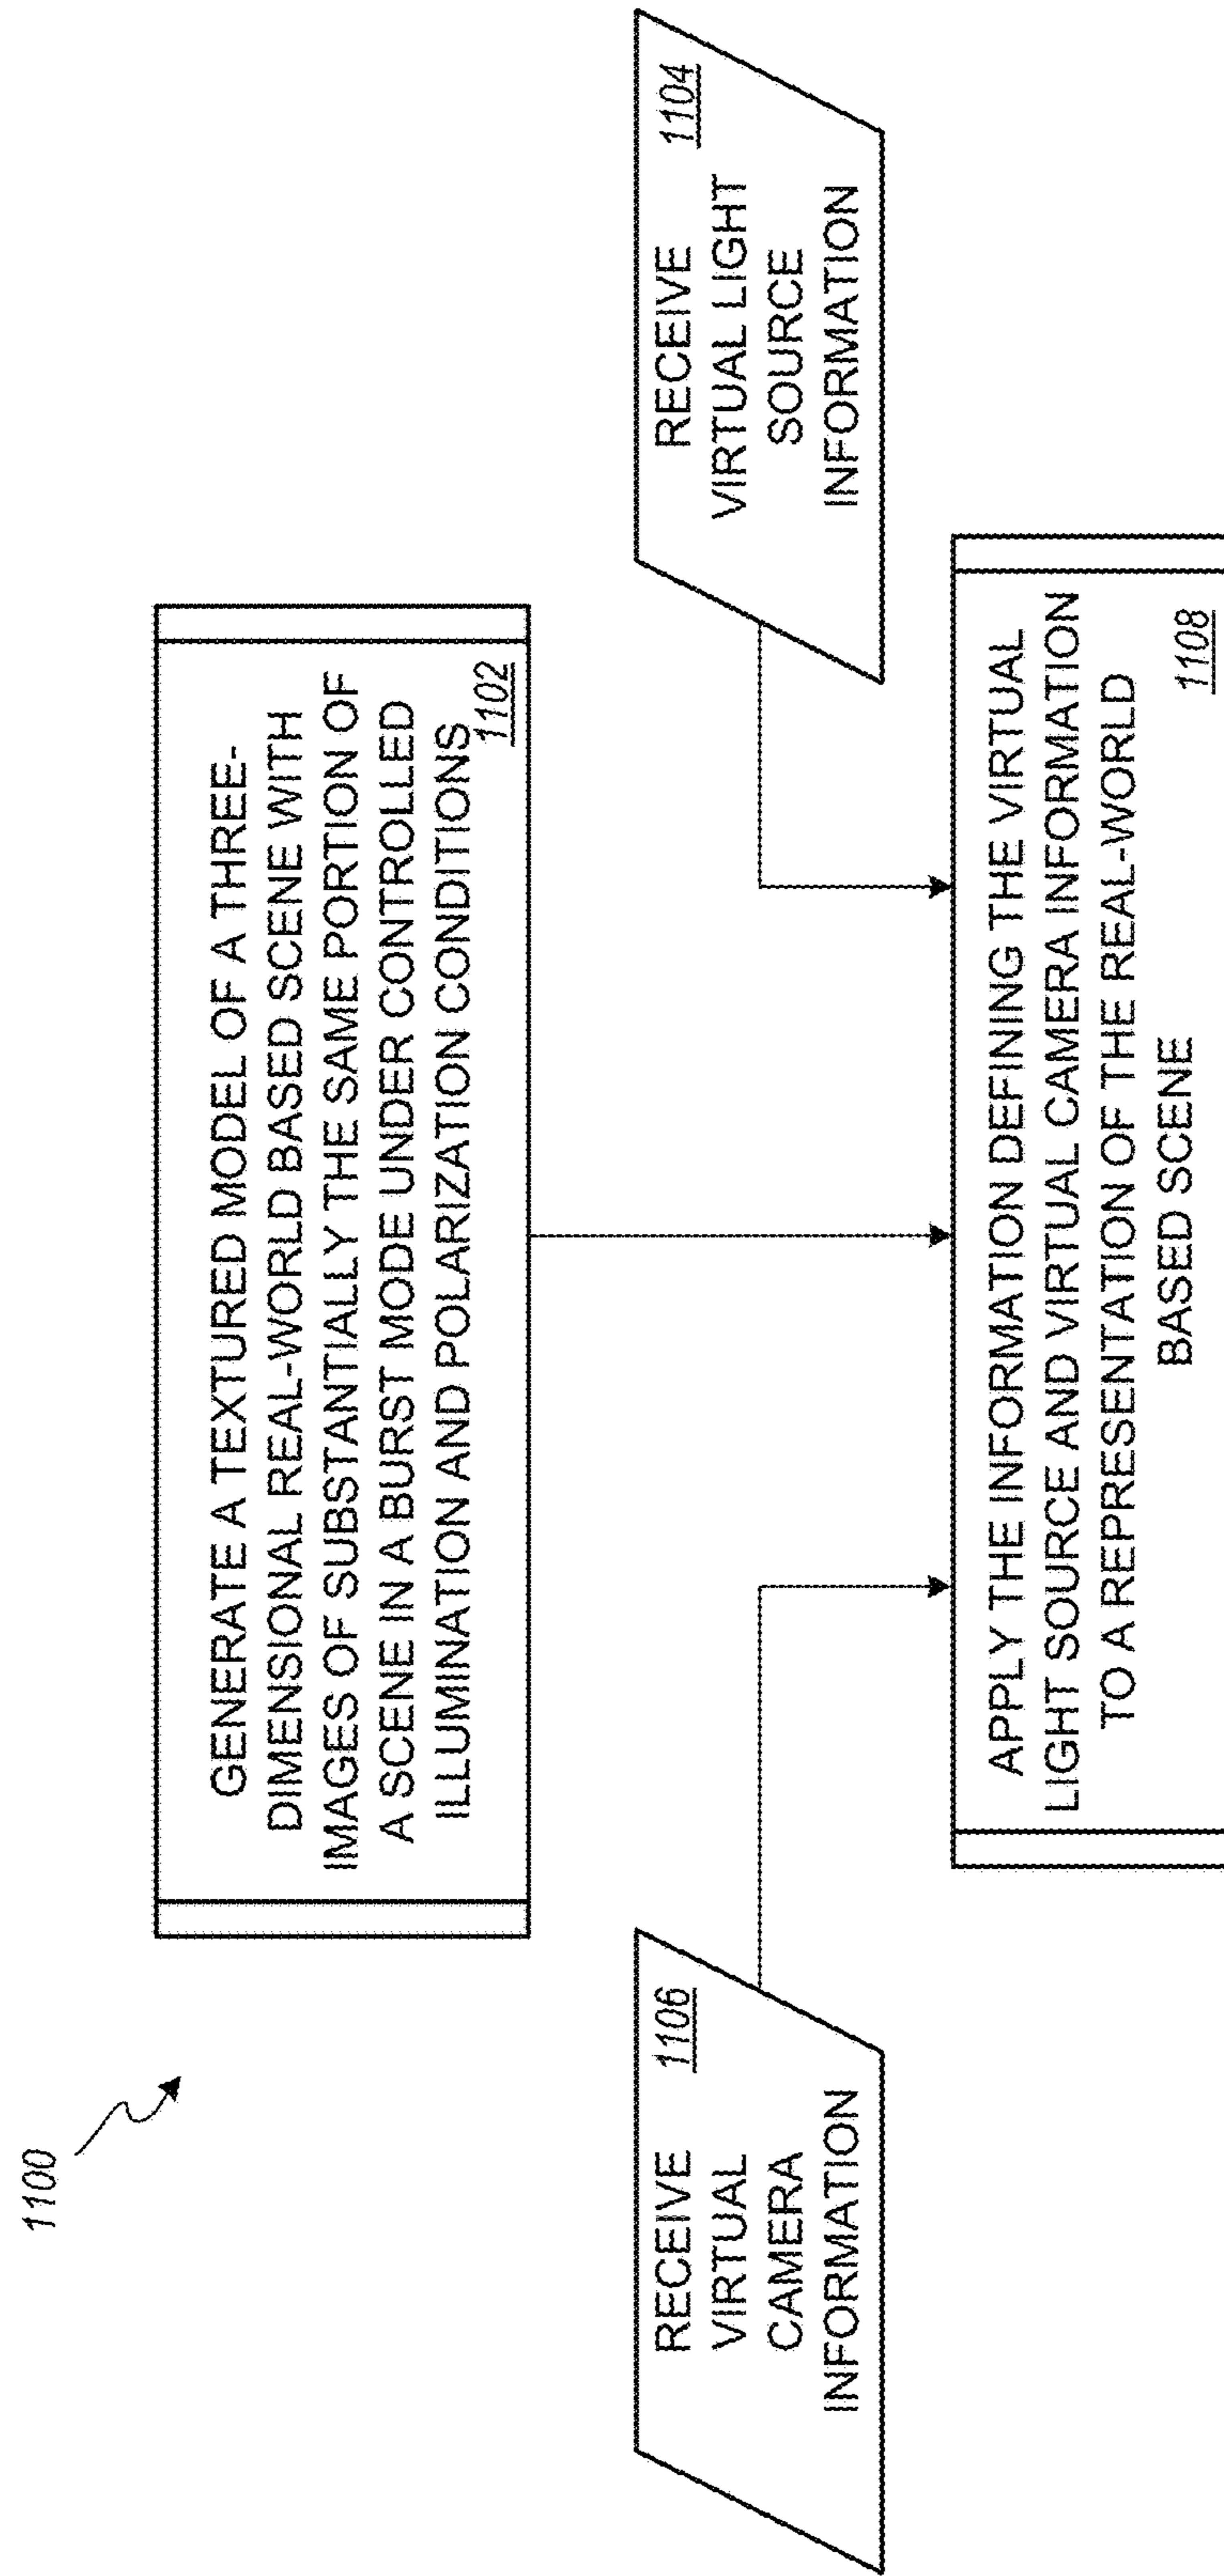 1100
GENERATE A TEXTURED MODEL OF A THREE-
DIMENSIONAL REAL-WORLD BASED SCENE WITH
IMAGES OF SUBSTANTIALLY THE SAME PORTION OF
A SCENE IN A BURST MODE UNDER CONTROLLED
ILLUMINATION AND POLARIZATION CONDITIONS
1102
RECEIVE 1106
VIRTUAL
CAMERA
INFORMATION
RECEIVE 1104
VIRTUAL LIGHT
SOURCE
INFORMATION
APPLY THE INFORMATION DEFINING THE VIRTUAL
LIGHT SOURCE AND VIRTUAL CAMERA INFORMATION
TO A REPRESENTATION OF THE REAL-WORLD
BASED SCENE 1108